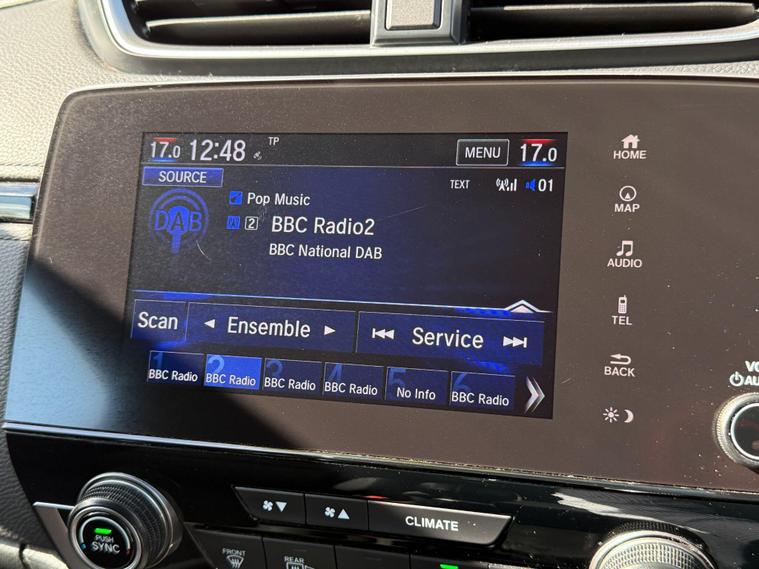 17.0 12:48 TP MENU 17.0
SOURCE
TEXT 01
DAB
Pop Music
2 BBC Radio2
BBC National DAB
Scan Ensemble Service
1 2 3 4 5 6
BBC Radio BBC Radio BBC Radio BBC Radio No Info BBC Radio
HOME
MAP
AUDIO
TEL
BACK
PUSH
SYNC
CLIMATE
FRONT
REAR